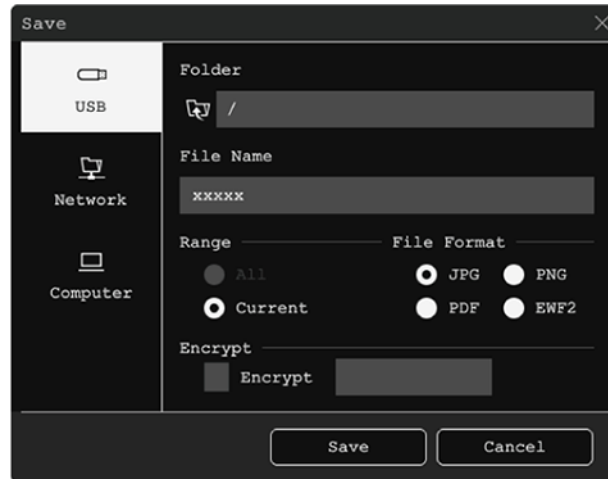 Save
USB
Network
Computer
Folder
/
File Name
xxxxx
Range
All
Current
File Format
JPG PNG
PDF EWF2
Encrypt
Encrypt
Save Cancel